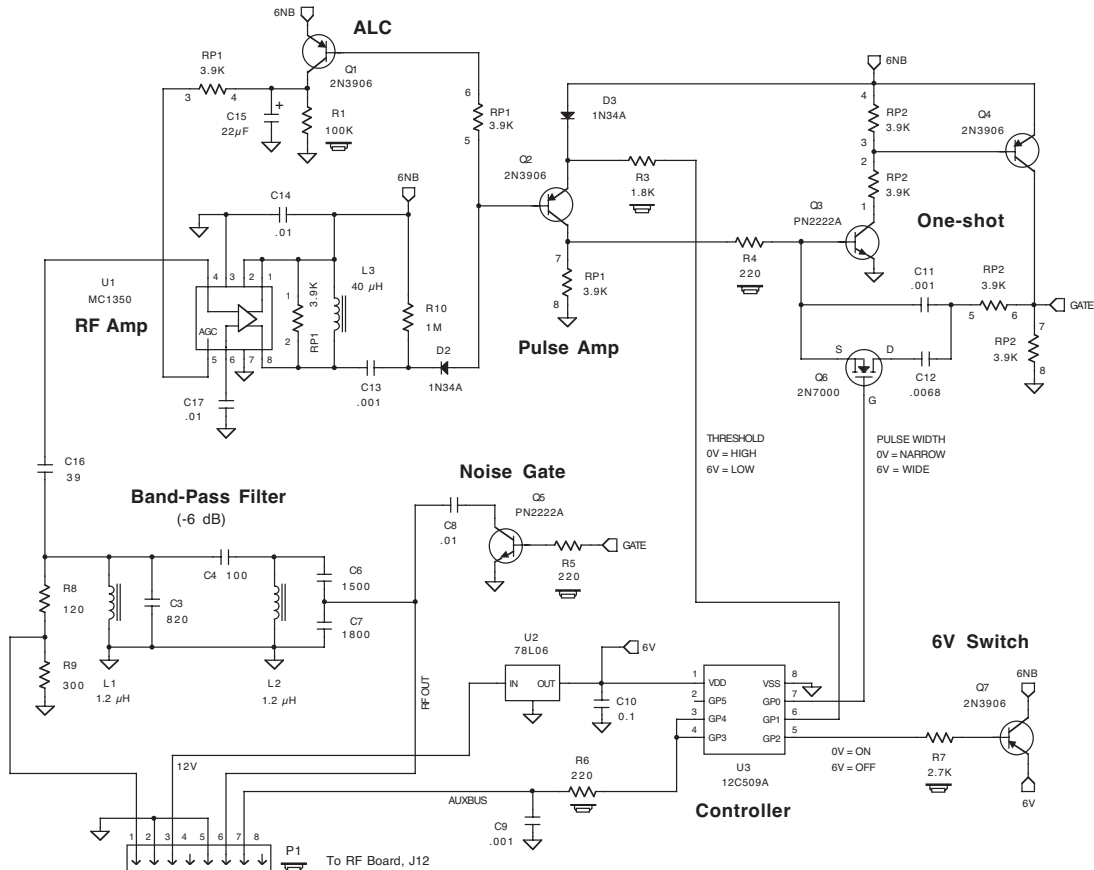 6NB
ALC
Q1
2N3906
RP1
3.9K
3
4
+
C15
22µF
R1
100K
6
RP1
3.9K
5
D3
1N34A
6NB
4
RP2
3.9K
3
2
RP2
3.9K
1
Q4
2N3906
Q2
2N3906
R3
1.8K
Q3
PN2222A
One-shot
C14
.01
6NB
U1
MC1350
RF Amp
4
3
2
1
AGC
5
6
7
8
1
3.9K
RP1
2
L3
40 µH
R10
1M
D2
1N34A
C13
.001
C17
.01
7
RP1
3.9K
8
Pulse Amp
R4
220
C11
.001
RP2
5
6
3.9K
GATE
7
RP2
3.9K
8
S
D
G
Q6
2N7000
C12
.0068
THRESHOLD
0V = HIGH
6V = LOW
PULSE WIDTH
0V = NARROW
6V = WIDE
C16
39
Band-Pass Filter
(-6 dB)
Noise Gate
C8
.01
Q5
PN2222A
R5
220
GATE
R8
120
R9
300
L1
1.2 µH
C3
820
C4
100
L2
1.2 µH
C6
1500
C7
1800
RFOUT
U2
78L06
IN
OUT
6V
C10
0.1
1
VDD
2
GP5
3
GP4
4
GP3
VSS
8
GP0
7
GP1
6
GP2
5
U3
12C509A
Controller
6V Switch
6NB
Q7
2N3906
0V = ON
6V = OFF
R7
2.7K
6V
12V
AUXBUS
R6
220
C9
.001
1
2
3
4
5
6
7
8
P1
To RF Board, J12